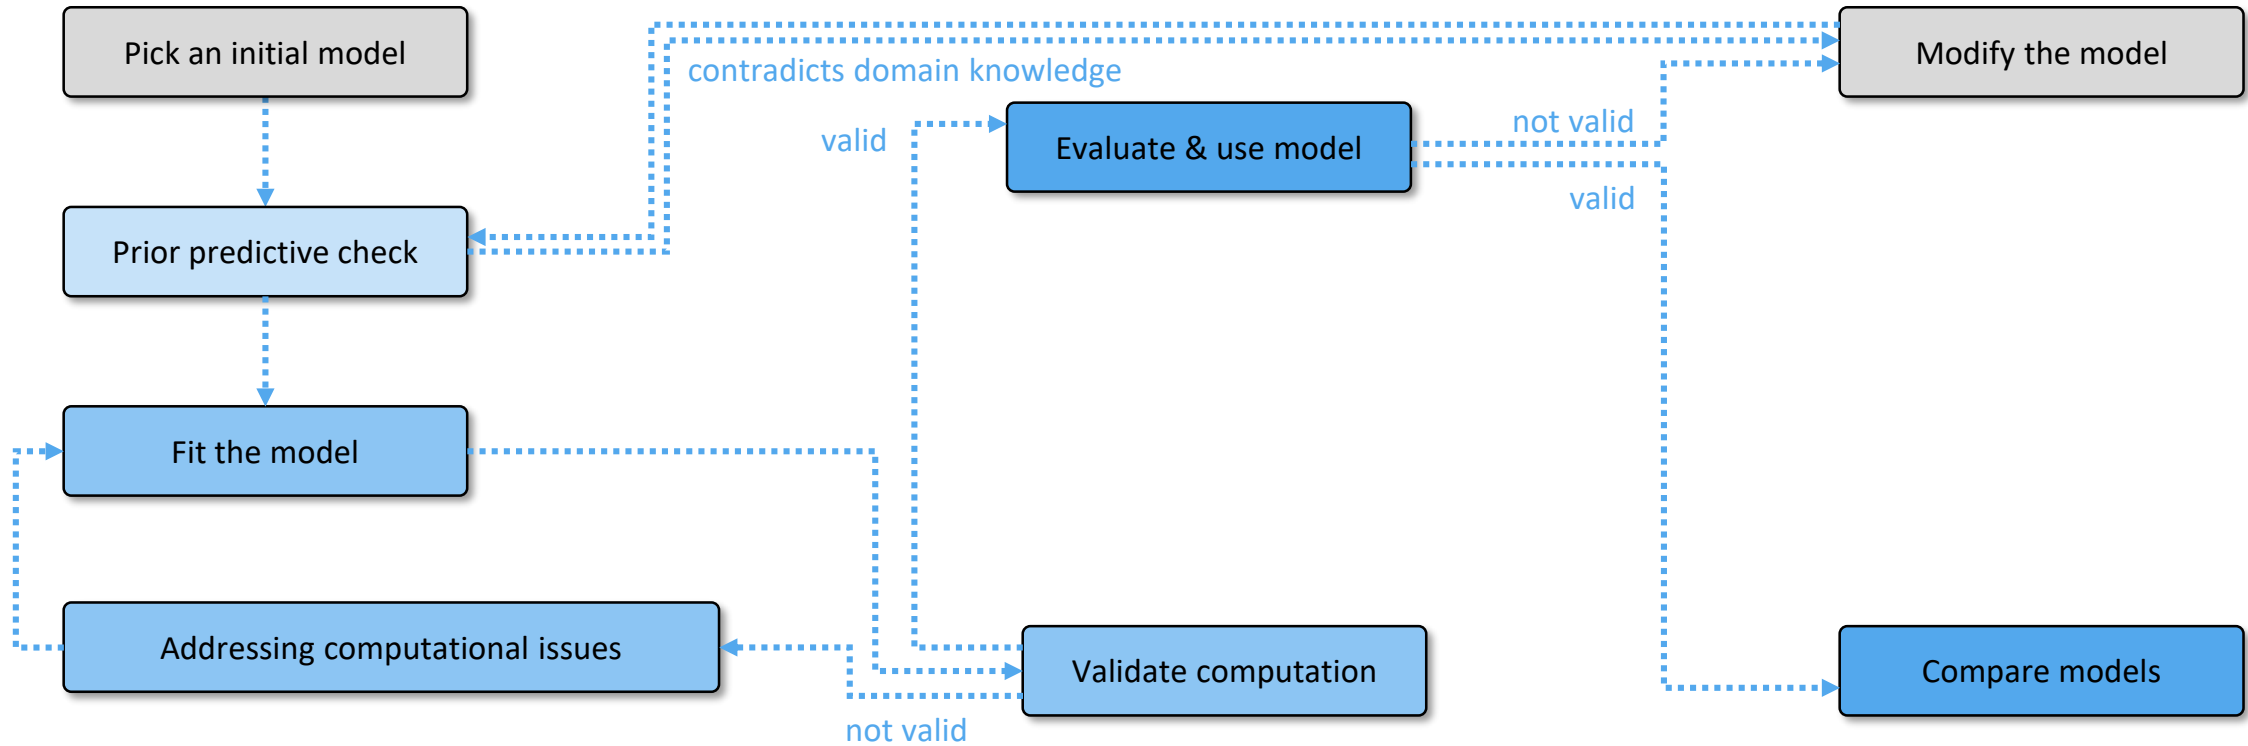 Pick an initial model
Modify the model
contradicts domain knowledge
valid
Evaluate & use model
not valid
valid
Prior predictive check
Fit the model
Addressing computational issues
Validate computation
Compare models
not valid